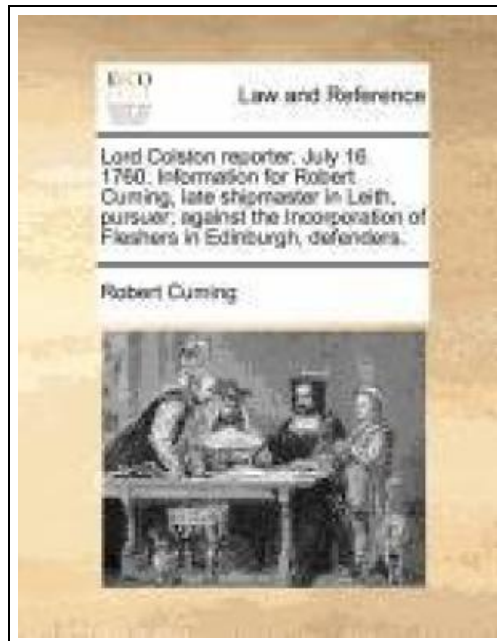 ECCO
Law and Reference
Lord Colston reporter. July 16.
1760. Information for Robert
Cuming, late shipmaster in Leith,
pursuer; against the Incorporation of
Fleshers in Edinburgh, defenders.
Robert Cuming